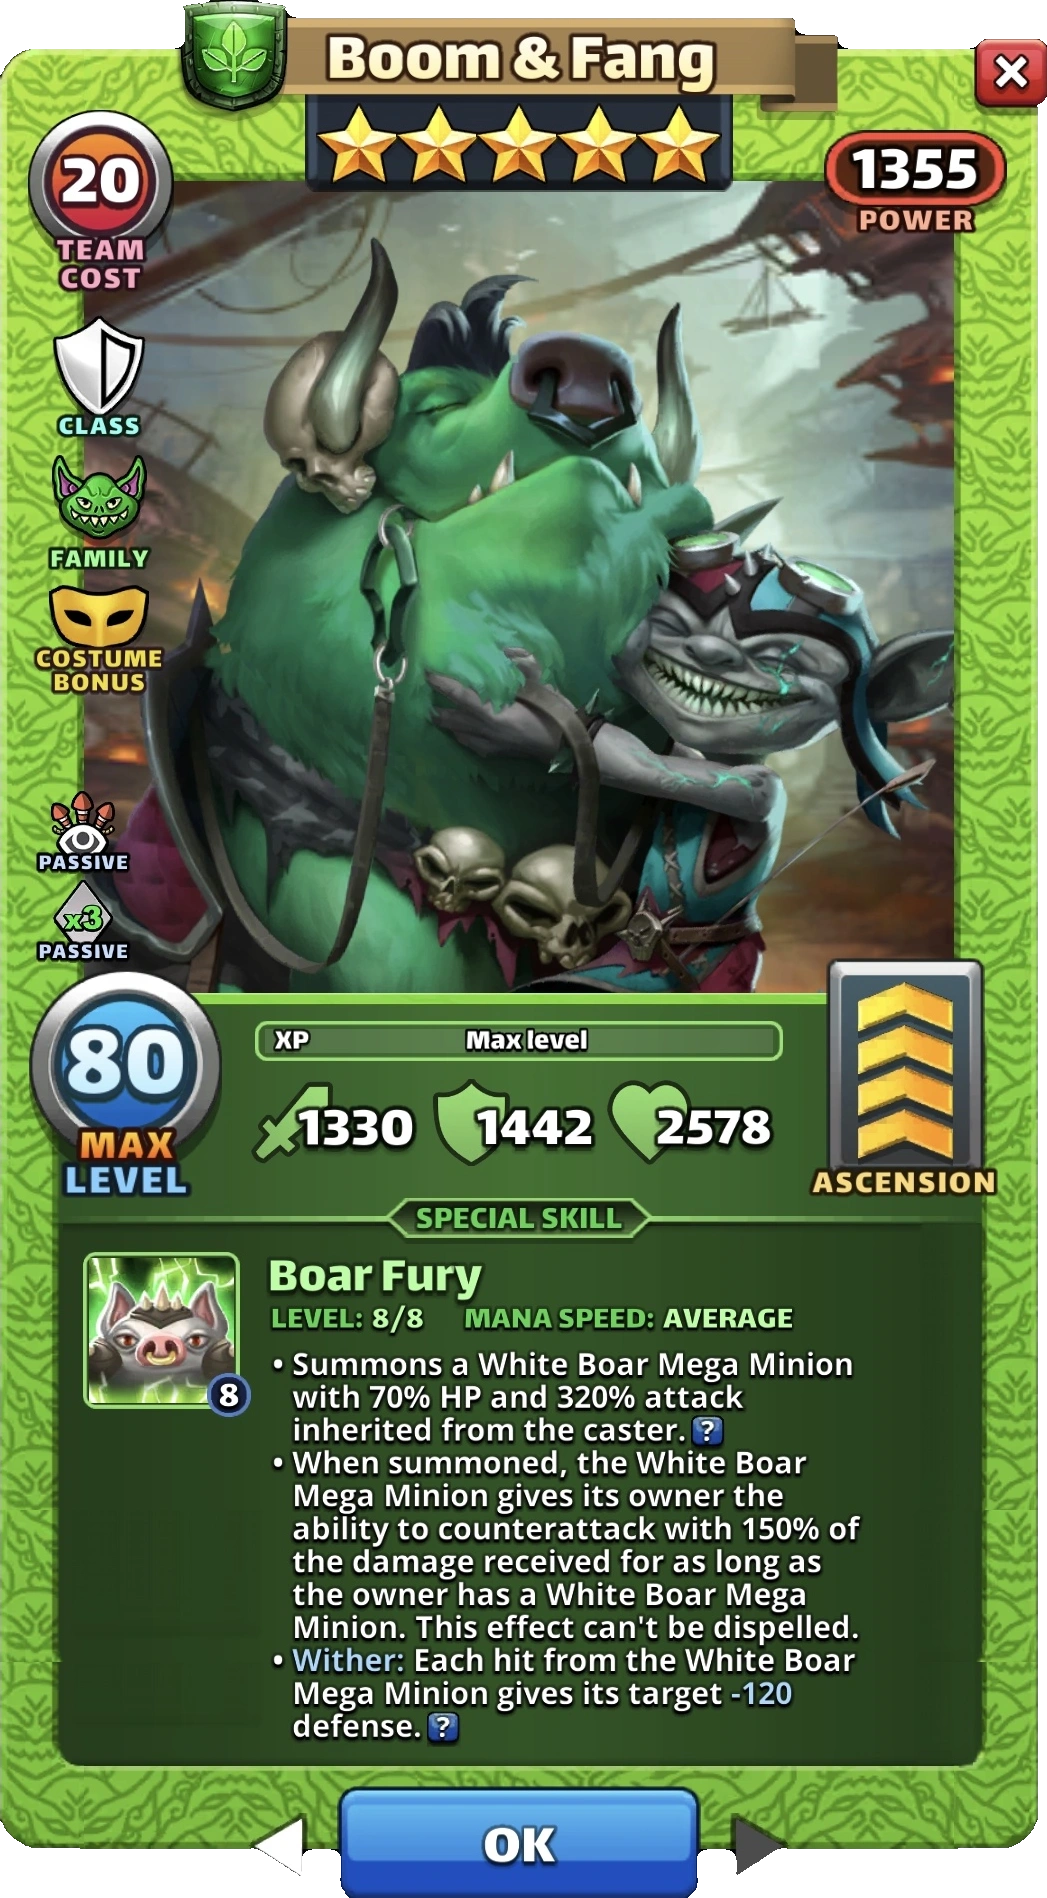 Boom & Fang
20
TEAM
COST
1355
POWER
CLASS
FAMILY
COSTUME
BONUS
PASSIVE
x3
PASSIVE
80
MAX
LEVEL
XP Max level
1330 1442 2578
ASCENSION
SPECIAL SKILL
8
Boar Fury
LEVEL: 8/8 MANA SPEED: AVERAGE
• Summons a White Boar Mega Minion
with 70% HP and 320% attack
inherited from the caster. ?
• When summoned, the White Boar
Mega Minion gives its owner the
ability to counterattack with 150% of
the damage received for as long as
the owner has a White Boar Mega
Minion. This effect can't be dispelled.
• Wither: Each hit from the White Boar
Mega Minion gives its target -120
defense. ?
OK